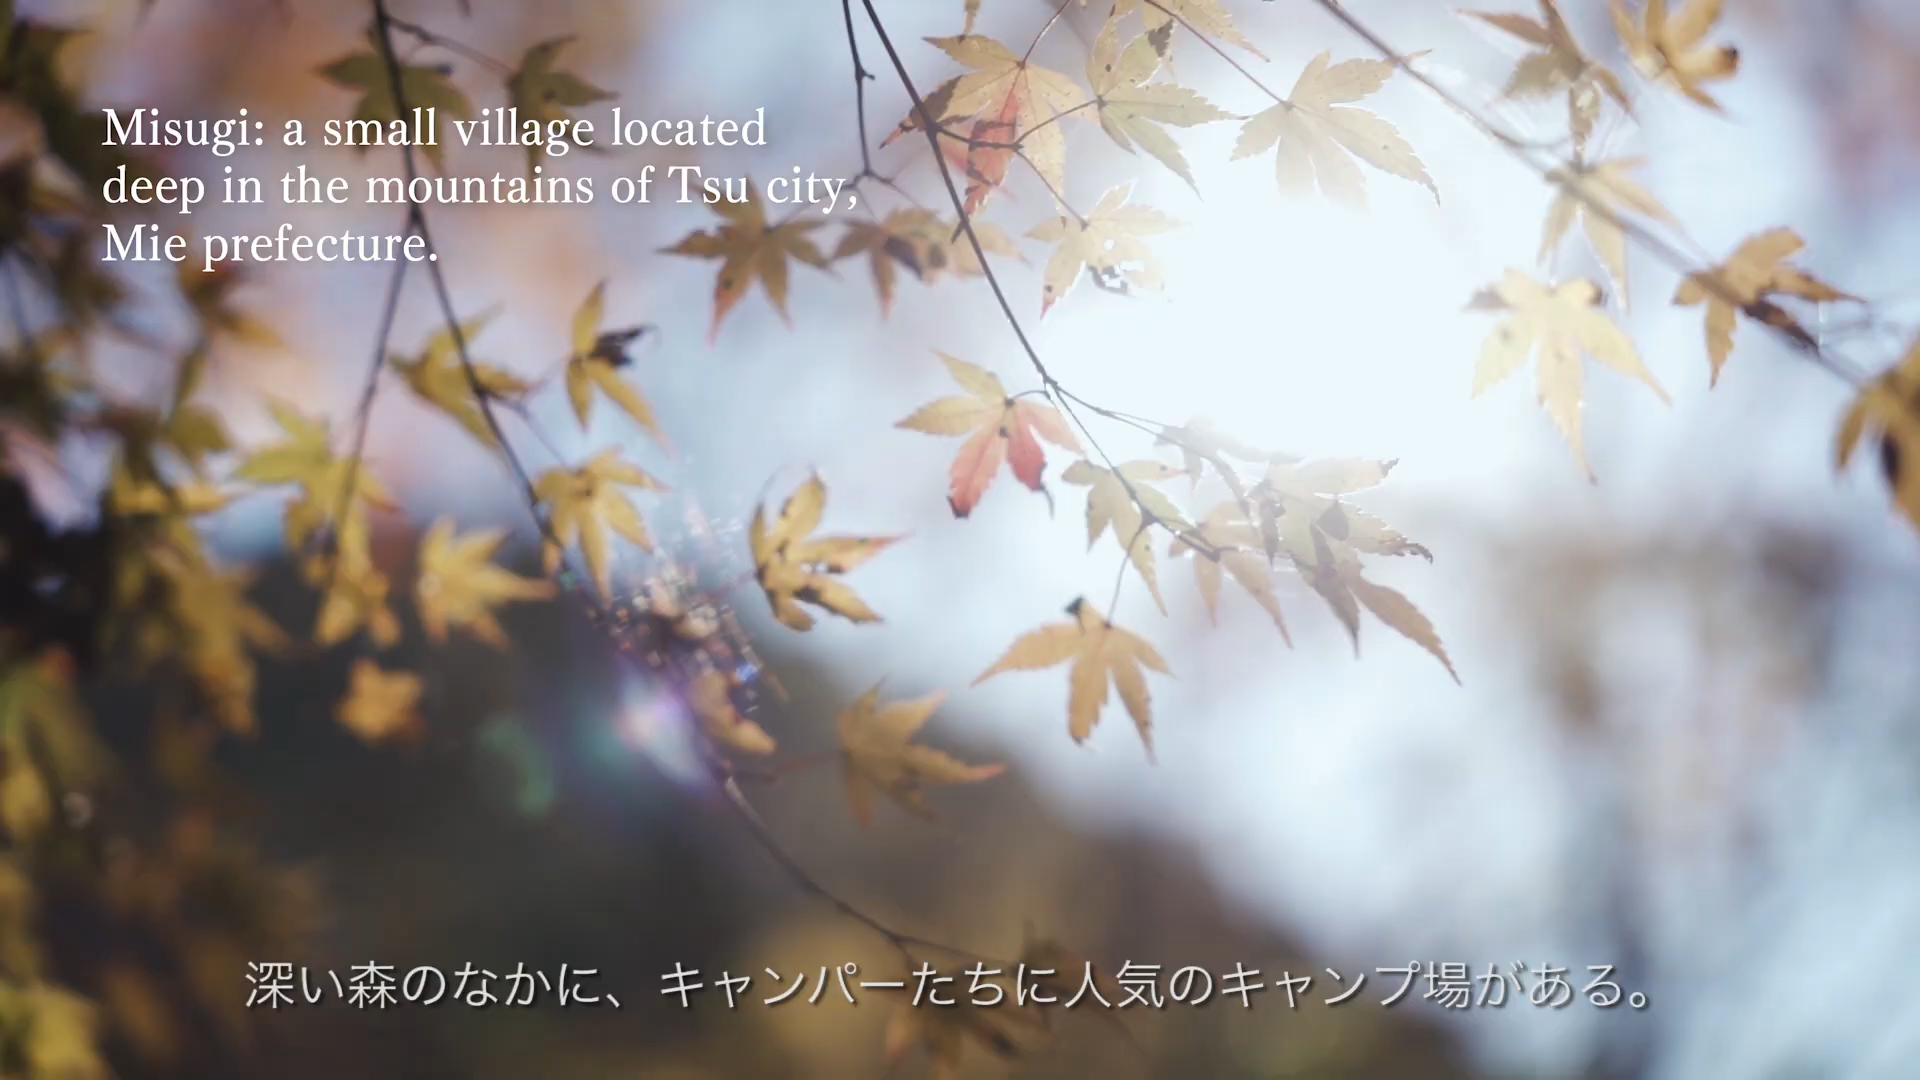 Misugi: a small village located
deep in the mountains of Tsu city,
Mie prefecture.
深い森のなかに、キャンパーたちに人気のキャンプ場がある。